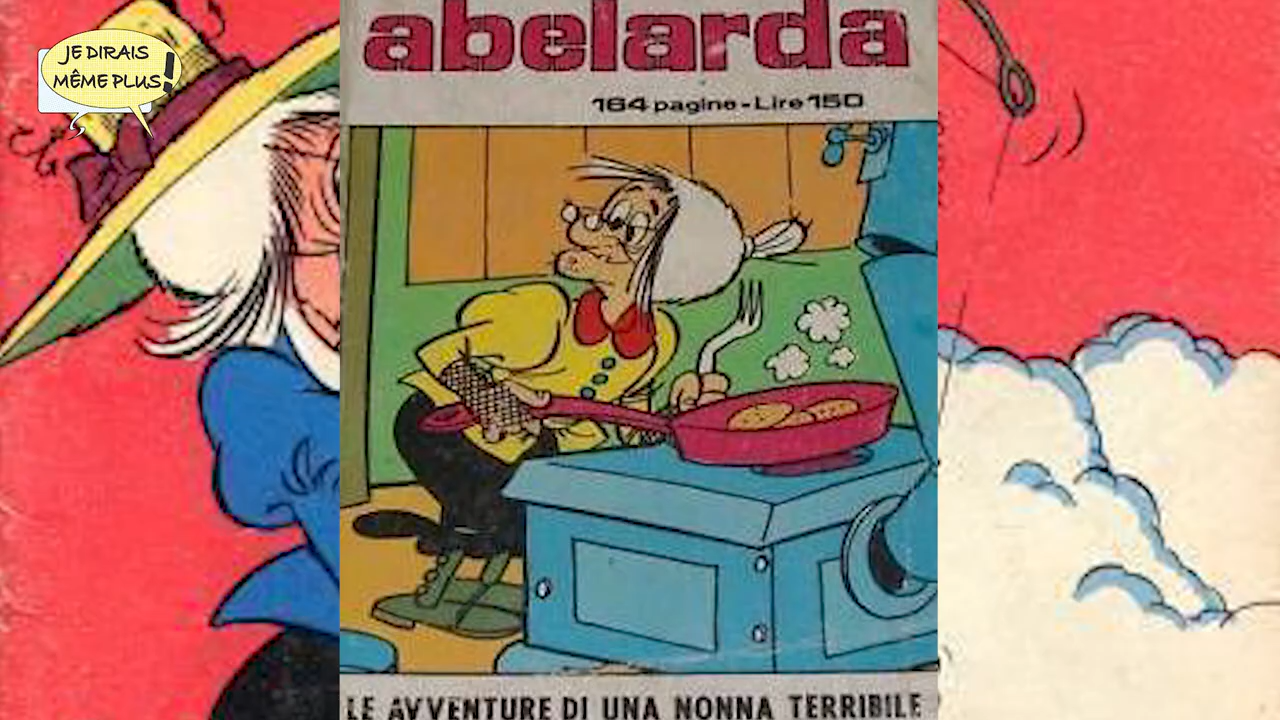 JE DIRAIS
MÊME PLUS !
abelarda
164 pagine - Lire 150
LE AVVENTURE DI UNA NONNA TERRIBILE